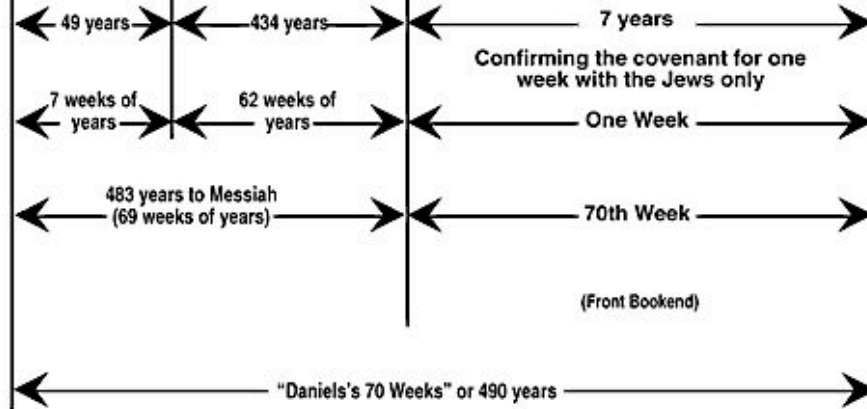 49 years 434 years 7 years
Confirming the covenant for one
week with the Jews only
7 weeks of
years
62 weeks of
years
One Week
483 years to Messiah
(69 weeks of years)
70th Week
(Front Bookend)
"Daniels's 70 Weeks" or 490 years